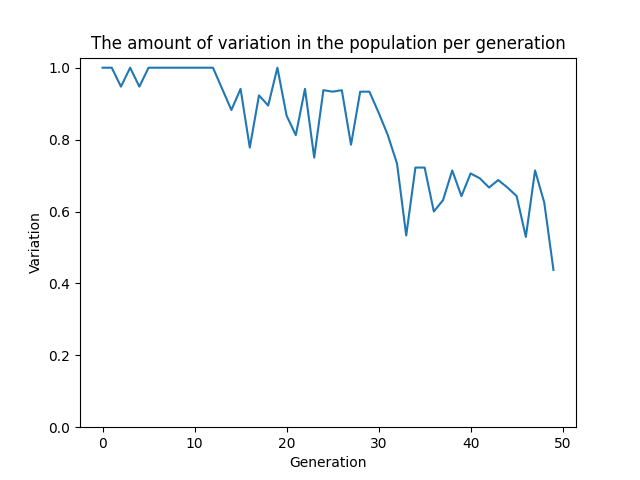 The amount of variation in the population per generation
1.0
0.8
0.6
0.4
0.2
0.0
Variation
0 10 20 30 40 50
Generation